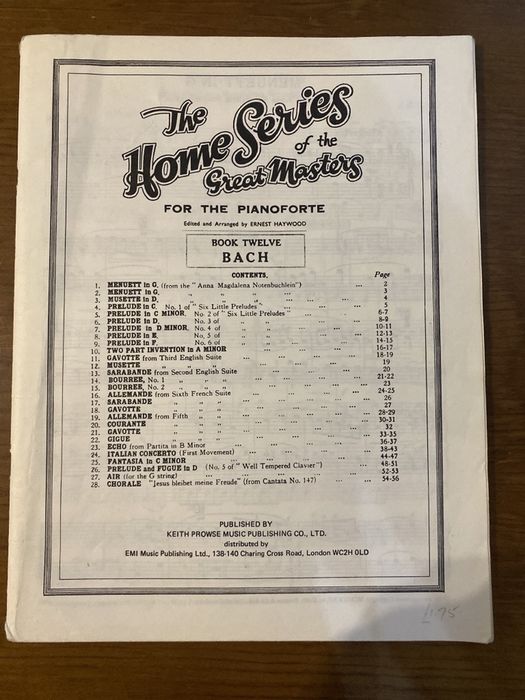 The
Home Series
of the
Great Masters
FOR THE PIANOFORTE
Edited and Arranged by ERNEST HAYWOOD
BOOK TWELVE
BACH
CONTENTS. Page
1. MENUETT in G, (from the "Anna Magdalena Notenbuchlein") ... 2
2. MENUETT in G, " " " ... 3
3. MUSETTE in D, " " " ... 4
4. PRELUDE in C, No. 1 of "Six Little Preludes" ... 5
5. PRELUDE in C MINOR, No. 2 of "Six Little Preludes" ... 6-7
6. PRELUDE in D, No. 3 of " " ... 8-9
7. PRELUDE in D MINOR, No. 4 of " " ... 10-11
8. PRELUDE in E, No. 5 of " " ... 12-13
9. PRELUDE in F, No. 6 of " " ... 14-15
10. TWO PART INVENTION in A MINOR ... 16-17
11. GAVOTTE from Third English Suite ... 18-19
12. MUSETTE " " " ... 19
13. SARABANDE from Second English Suite ... 20
14. BOURREE, No. 1 " " " ... 21-22
15. BOURREE, No. 2 " " " ... 23
16. ALLEMANDE from Sixth French Suite ... 24-25
17. SARABANDE " " " ... 26
18. GAVOTTE " " " ... 27
19. ALLEMANDE from Fifth " " ... 28-29
20. COURANTE " " " ... 30-31
21. GAVOTTE " " " ... 32
22. GIGUE " " " ... 33-35
23. ECHO from Partita in B Minor ... 36-37
24. ITALIAN CONCERTO (First Movement) ... 38-43
25. FANTASIA in C MINOR ... 44-47
26. PRELUDE and FUGUE in D (No. 5 of "Well Tempered Clavier") ... 48-51
27. AIR (for the G string) ... 52-53
28. CHORALE "Jesus bleibet meine Freude" (from Cantata No. 147) ... 54-56
PUBLISHED BY
KEITH PROWSE MUSIC PUBLISHING CO., LTD.
distributed by
EMI Music Publishing Ltd., 138-140 Charing Cross Road, London WC2H 0LD
£1.75